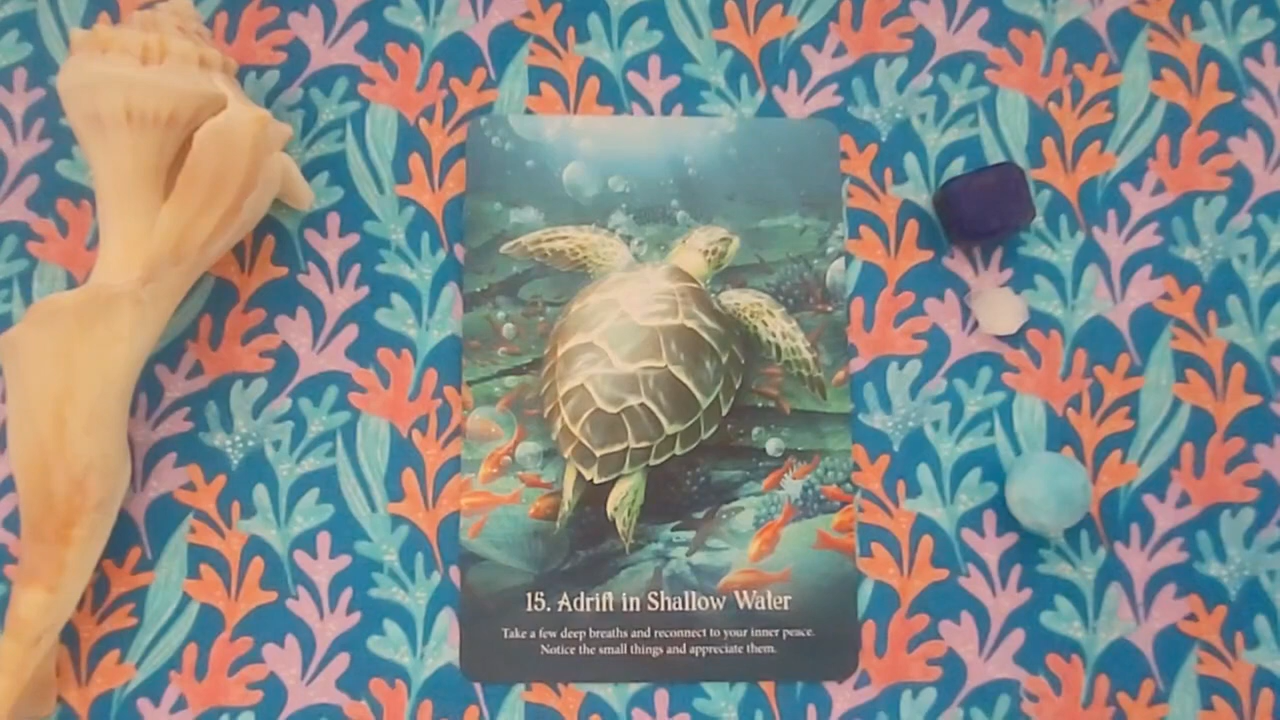 15. Adrift in Shallow Water
Take a few deep breaths and reconnect to your inner peace.
Notice the small things and appreciate them.